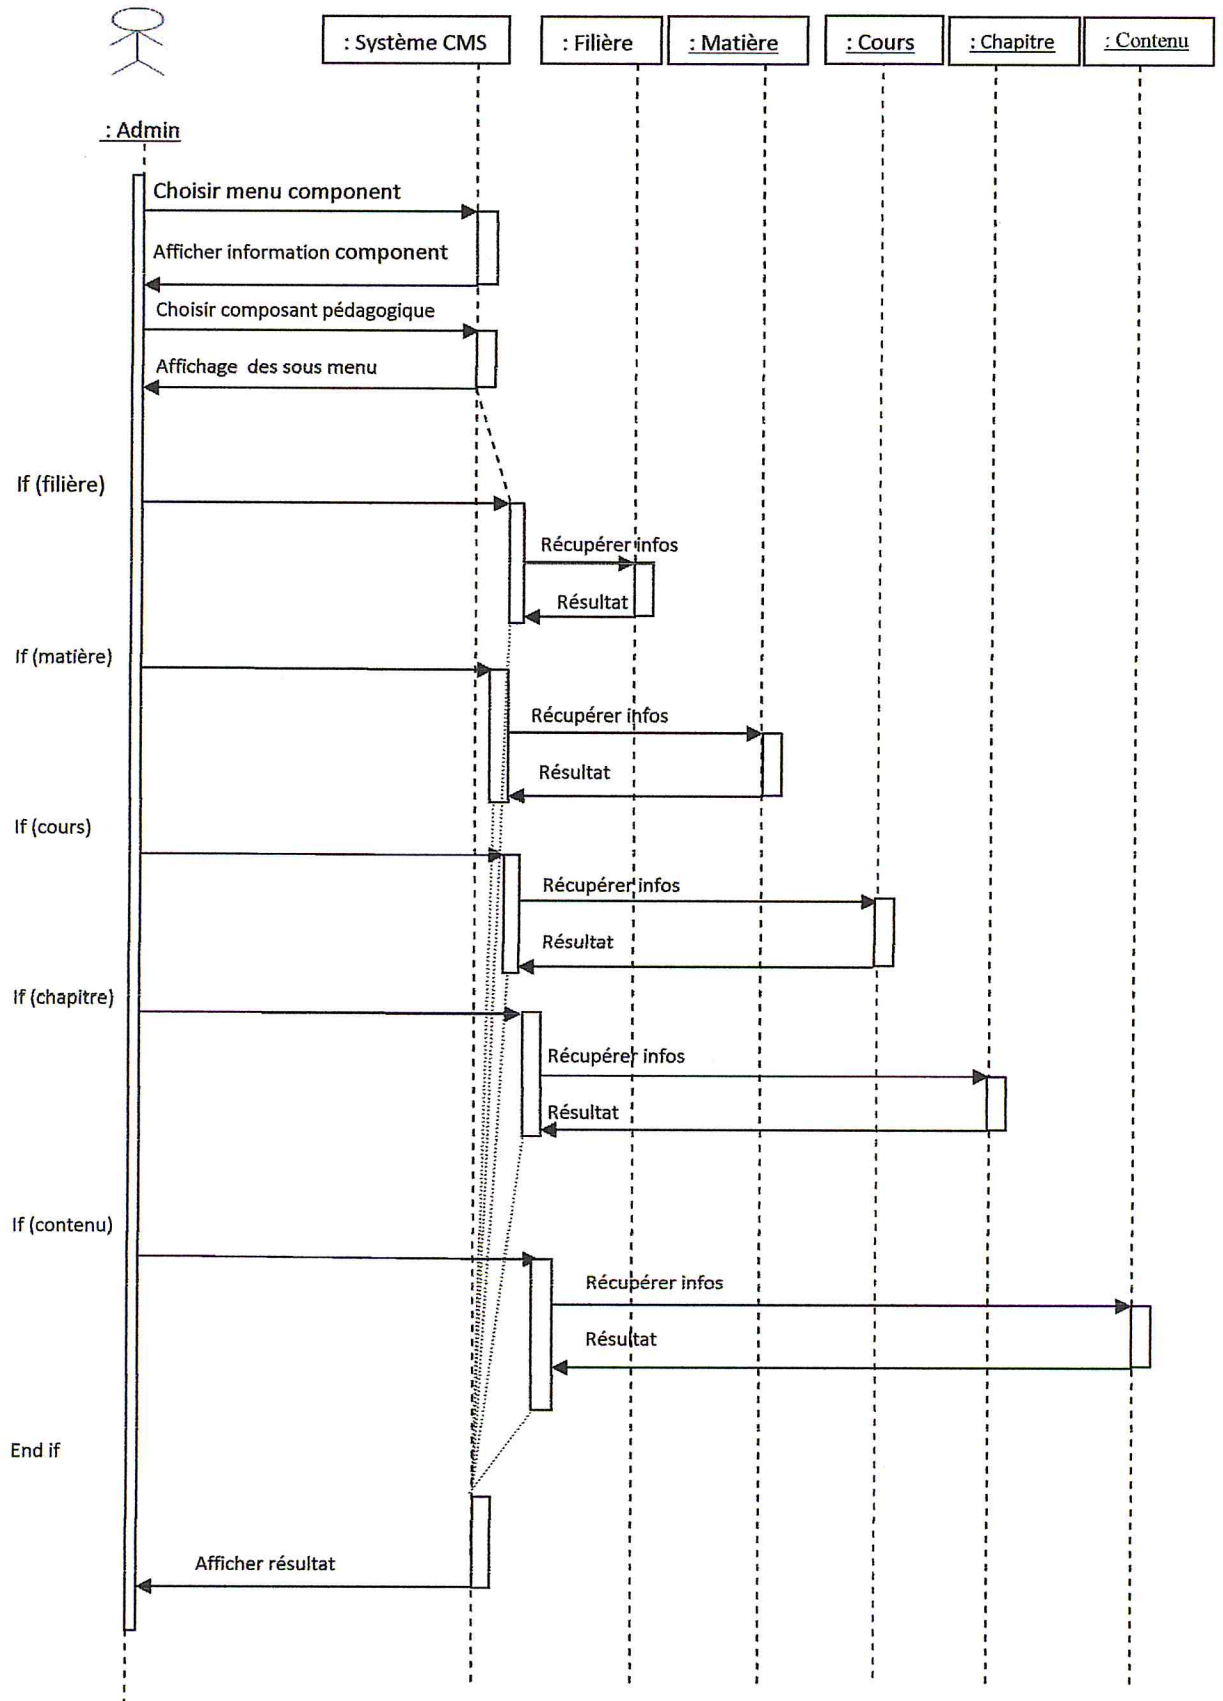 : Système CMS
: Filière
: Matière
: Cours
: Chapitre
: Contenu
: Admin
Choisir menu component
Afficher information component
Choisir composant pédagogique
Affichage des sous menu
If (filière)
Récupérer infos
Résultat
If (matière)
Récupérer infos
Résultat
If (cours)
Récupérer infos
Résultat
If (chapitre)
Récupérer infos
Résultat
If (contenu)
Récupérer infos
Résultat
End if
Afficher résultat